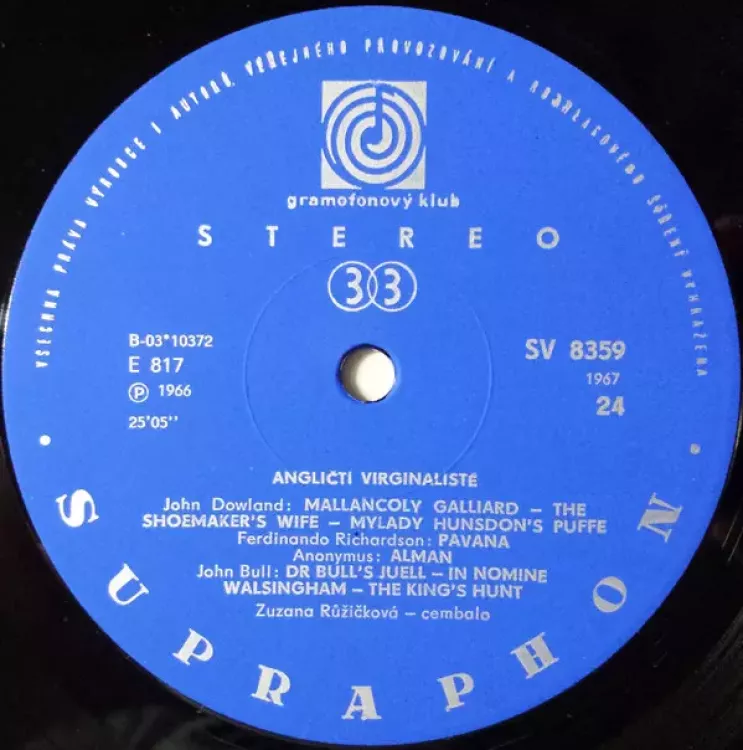 VŠECHNA PRÁVA VÝROBCE I AUTORŮ, VEŘEJNÉHO PROVOZOVÁNÍ A ROZHLASOVÉHO ŠÍŘENÍ VYHRAŽENA
gramofonový klub
STEREO
33
B-03*10372
E 817
Ⓟ 1966
25'05''
SV 8359
1967
24
ANGLIČTÍ VIRGINALISTÉ
John Dowland: MALLANCOLY GALLIARD – THE
SHOEMAKER'S WIFE – MYLADY HUNSDON'S PUFFE
Ferdinando Richardson: PAVANA
Anonymus: ALMAN
John Bull: DR BULL'S JUELL – IN NOMINE
WALSINGHAM – THE KING'S HUNT
Zuzana Růžičková – cembalo
• SUPRAPHON •